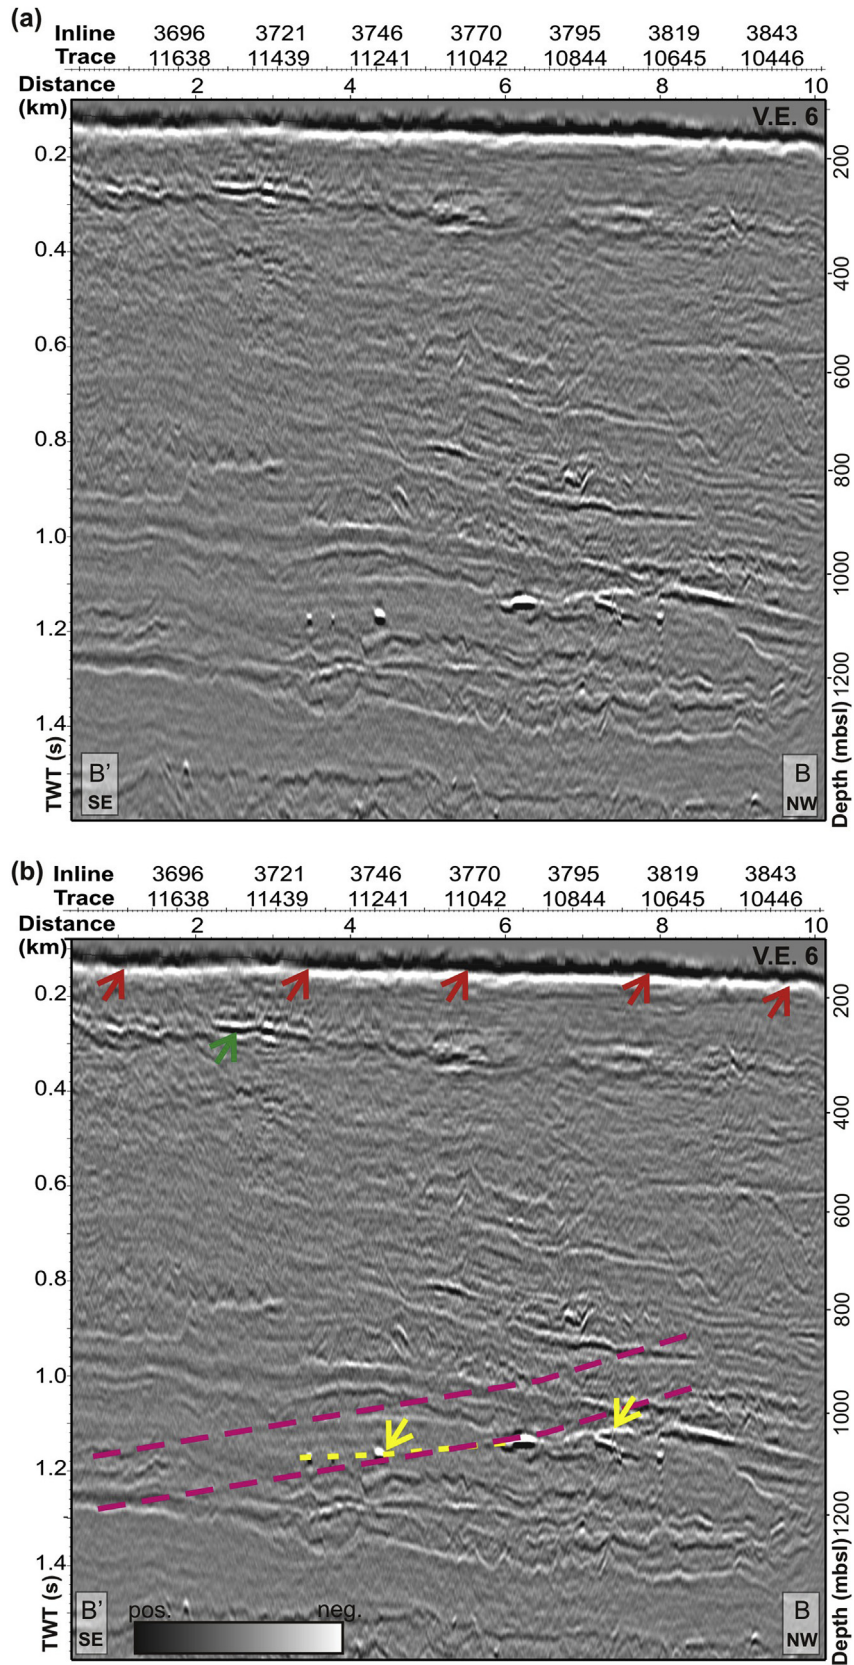 (a)
Inline 3696 3721 3746 3770 3795 3819 3843
Trace 11638 11439 11241 11042 10844 10645 10446
Distance (km) 2 4 6 8 10
V.E. 6
0.2
0.4
0.6
0.8
1.0
1.2
1.4
TWT (s)
200
400
600
800
1000
1200
Depth (mbsl)
B’
SE
B
NW
(b)
Inline 3696 3721 3746 3770 3795 3819 3843
Trace 11638 11439 11241 11042 10844 10645 10446
Distance (km) 2 4 6 8 10
V.E. 6
0.2
0.4
0.6
0.8
1.0
1.2
1.4
TWT (s)
200
400
600
800
1000
1200
Depth (mbsl)
B’
SE
pos. neg.
B
NW